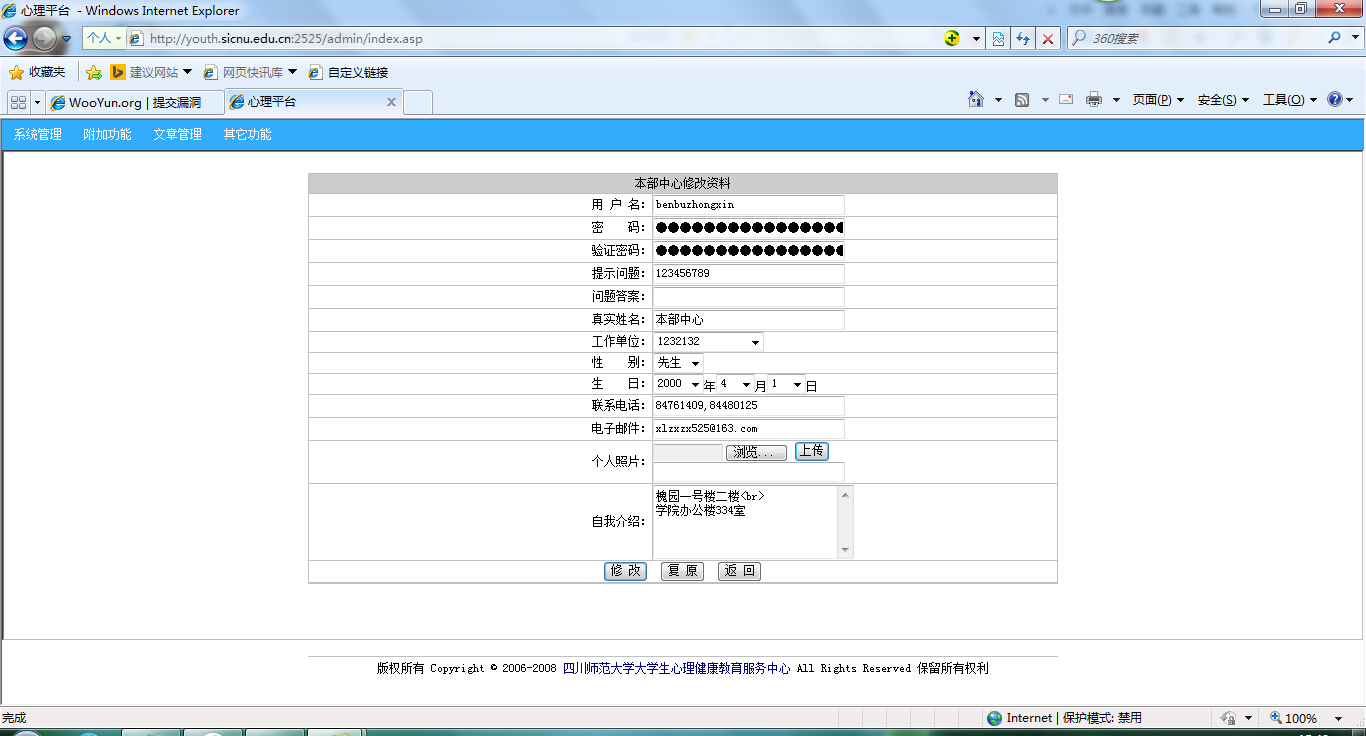 心理平台 - Windows Internet Explorer
个人 http://youth.sicnu.edu.cn:2525/admin/index.asp 360搜索
收藏夹 建议网站 网页快讯库 自定义链接
WooYun.org | 提交漏洞 心理平台 页面(P) 安全(S) 工具(O)
系统管理 附加功能 文章管理 其它功能
本部中心修改资料
用 户 名: benbuzhongxin
密 码: ●●●●●●●●●●●●●●●●
验证密码: ●●●●●●●●●●●●●●●●
提示问题: 123456789
问题答案:
真实姓名: 本部中心
工作单位: 1232132
性 别: 先生
生 日: 2000 年 4 月 1 日
联系电话: 84761409,84480125
电子邮件: xlzxzx525@163.com
个人照片: 浏览... 上传
自我介绍: 槐园一号楼二楼<br>
学院办公楼334室
修 改 复 原 返 回
版权所有 Copyright © 2006-2008 四川师范大学大学生心理健康教育服务中心 All Rights Reserved 保留所有权利
完成 Internet | 保护模式: 禁用 100%